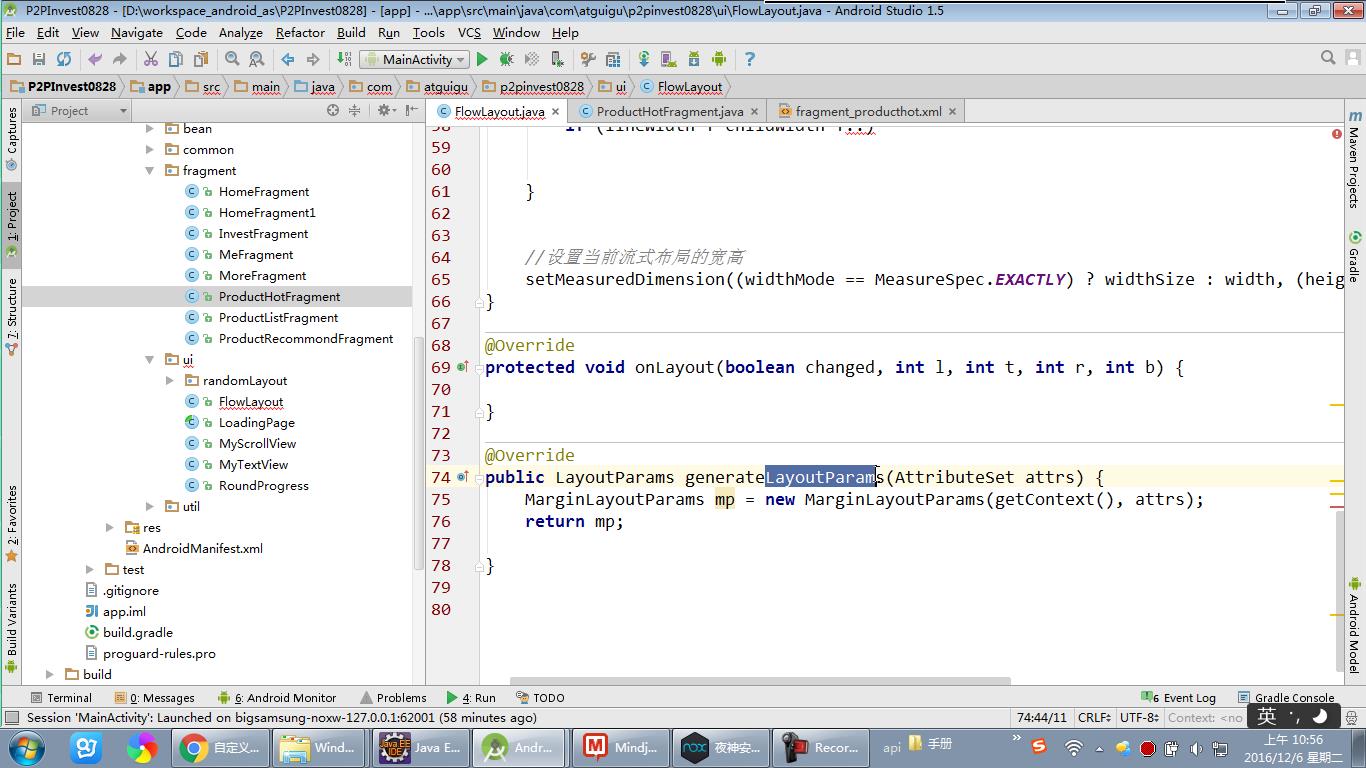 P2PInvest0828 - [D:\workspace_android_as\P2PInvest0828] - [app] - ...\app\src\main\java\com\atguigu\p2pinvest0828\ui\FlowLayout.java - Android Studio 1.5
File Edit View Navigate Code Analyze Refactor Build Run Tools VCS Window Help
MainActivity
P2PInvest0828 app src main java com atguigu p2pinvest0828 ui FlowLayout
Project
FlowLayout.java ProductHotFragment.java fragment_producthot.xml
Captures
1: Project
7: Structure
2: Favorites
Build Variants
bean
common
fragment
HomeFragment
HomeFragment1
InvestFragment
MeFragment
MoreFragment
ProductHotFragment
ProductListFragment
ProductRecommondFragment
ui
randomLayout
FlowLayout
LoadingPage
MyScrollView
MyTextView
RoundProgress
util
res
AndroidManifest.xml
test
.gitignore
app.iml
build.gradle
proguard-rules.pro
build
58 if (lineWidth + childWidth +..)
59
60
61 }
62
63
64 //设置当前流式布局的宽高
65 setMeasuredDimension((widthMode == MeasureSpec.EXACTLY) ? widthSize : width, (heig
66 }
67
68 @Override
69 protected void onLayout(boolean changed, int l, int t, int r, int b) {
70
71 }
72
73 @Override
74 public LayoutParams generateLayoutParams(AttributeSet attrs) {
75 MarginLayoutParams mp = new MarginLayoutParams(getContext(), attrs);
76 return mp;
77
78 }
79
80
m
Maven Projects
Gradle
Android Model
Terminal 0: Messages 6: Android Monitor Problems 4: Run TODO 6 Event Log Gradle Console
Session 'MainActivity': Launched on bigsamsung-noxw-127.0.0.1:62001 (58 minutes ago) 74:44/11 CRLF UTF-8 Context: <no 英
自定义... Wind... Java EE IDE Java E... Andr... Mindj... nox 夜神安... Recor... api 手册 上午 10:56
2016/12/6 星期二